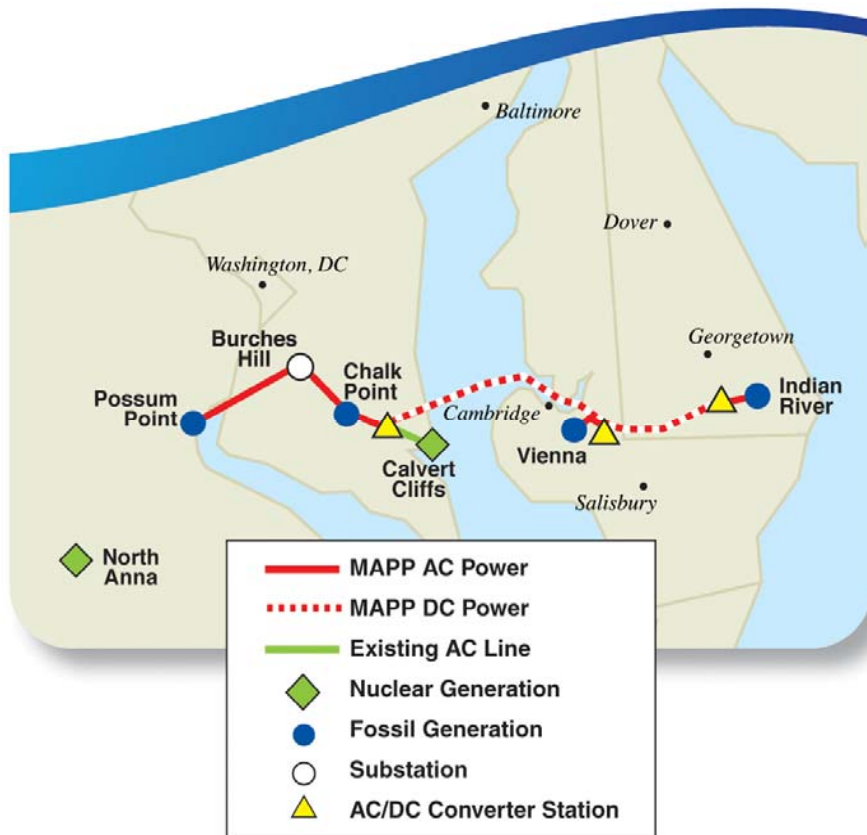 Baltimore
Dover
Washington, DC
Burches
Hill
Georgetown
Chalk
Point
Indian
River
Possum
Point
Cambridge
Vienna
Calvert
Cliffs
Salisbury
North
Anna
MAPP AC Power
MAPP DC Power
Existing AC Line
Nuclear Generation
Fossil Generation
Substation
AC/DC Converter Station